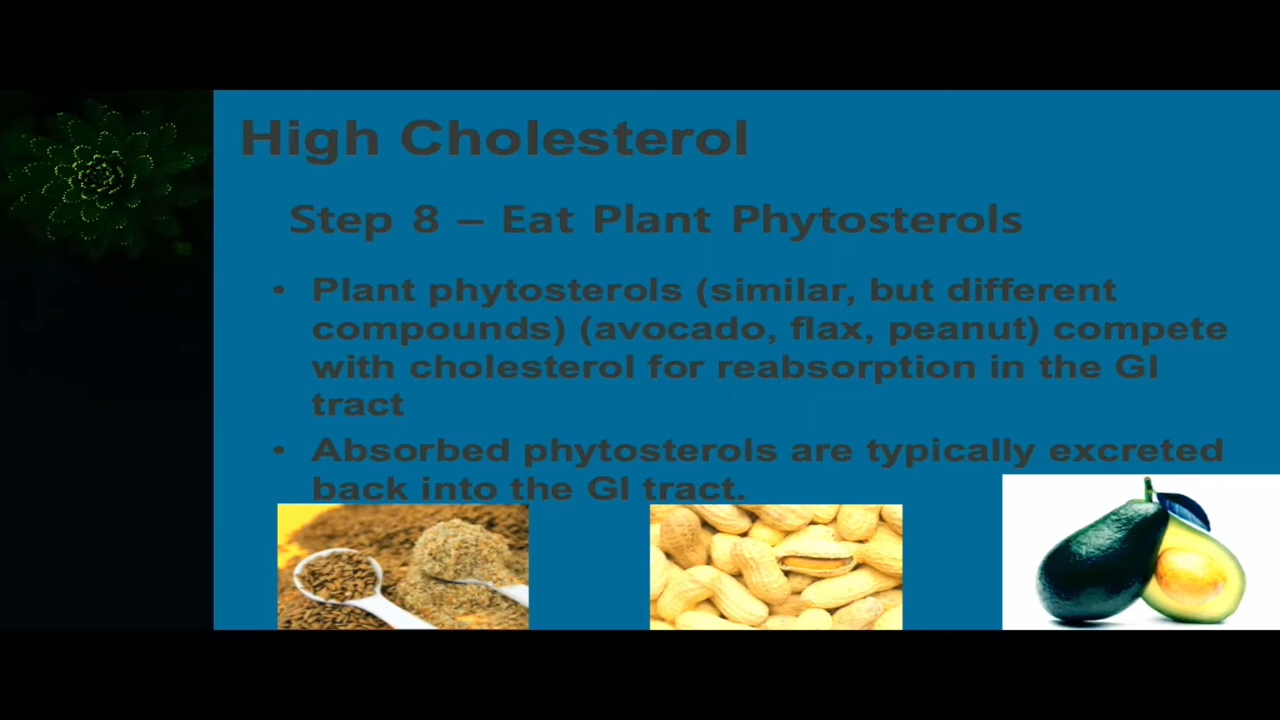 High Cholesterol
Step 8 – Eat Plant Phytosterols
• Plant phytosterols (similar, but different
compounds) (avocado, flax, peanut) compete
with cholesterol for reabsorption in the GI
tract
• Absorbed phytosterols are typically excreted
back into the GI tract.